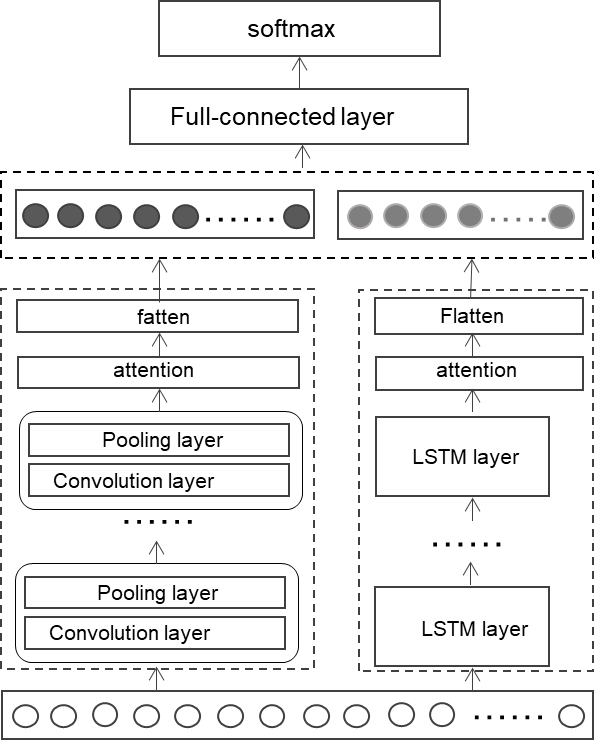 softmax
Full-connected layer
......
......
fatten
Flatten
attention
attention
Pooling layer
Convolution layer
LSTM layer
......
......
Pooling layer
Convolution layer
LSTM layer
......